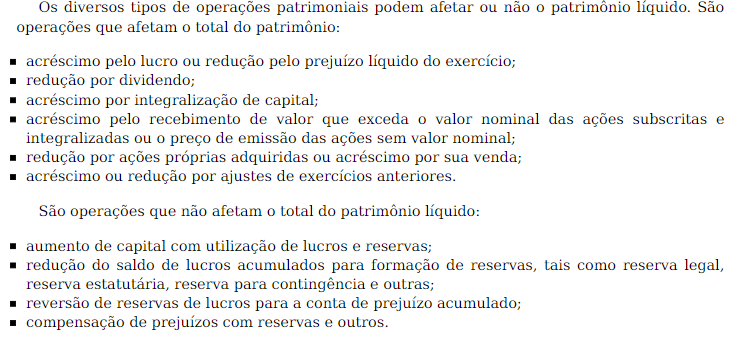 Os diversos tipos de operações patrimoniais podem afetar ou não o patrimônio líquido. São
operações que afetam o total do patrimônio:
▪ acréscimo pelo lucro ou redução pelo prejuízo líquido do exercício;
▪ redução por dividendo;
▪ acréscimo por integralização de capital;
▪ acréscimo pelo recebimento de valor que exceda o valor nominal das ações subscritas e
integralizadas ou o preço de emissão das ações sem valor nominal;
▪ redução por ações próprias adquiridas ou acréscimo por sua venda;
▪ acréscimo ou redução por ajustes de exercícios anteriores.
São operações que não afetam o total do patrimônio líquido:
▪ aumento de capital com utilização de lucros e reservas;
▪ redução do saldo de lucros acumulados para formação de reservas, tais como reserva legal,
reserva estatutária, reserva para contingência e outras;
▪ reversão de reservas de lucros para a conta de prejuízo acumulado;
▪ compensação de prejuízos com reservas e outros.